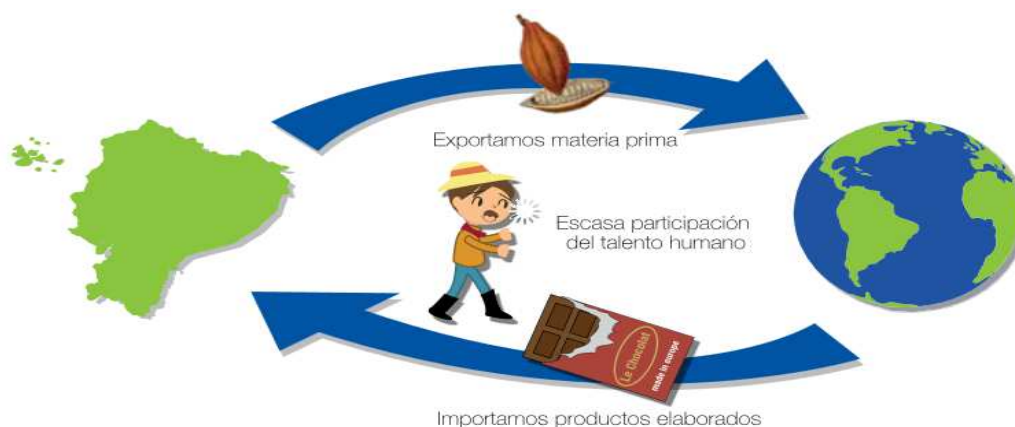 Exportamos materia prima
Escasa participación
del talento humano
Le Chocolat
made in europe
Importamos productos elaborados